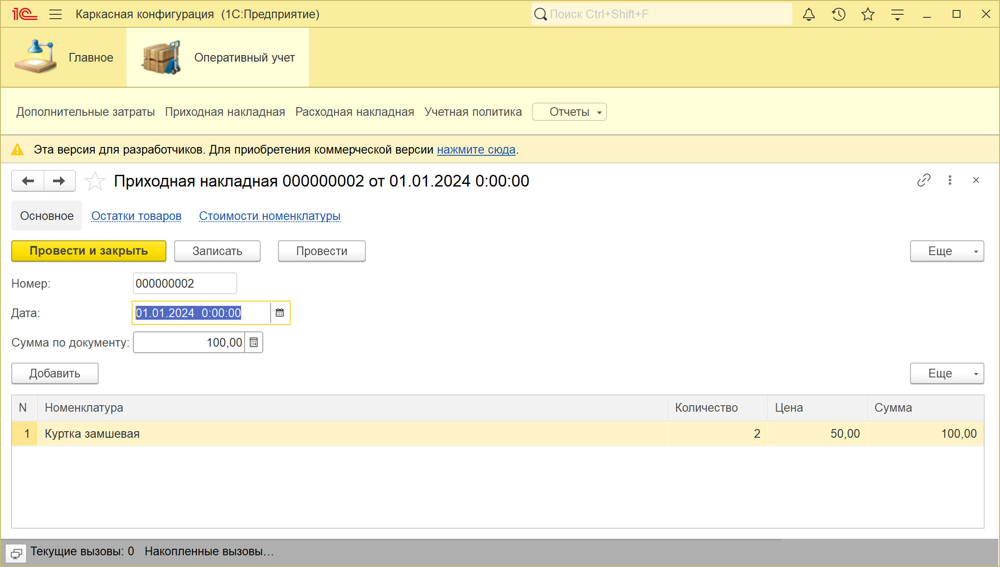 1С Каркасная конфигурация (1С:Предприятие) Поиск Ctrl+Shift+F
Главное Оперативный учет
Дополнительные затраты Приходная накладная Расходная накладная Учетная политика Отчеты
Эта версия для разработчиков. Для приобретения коммерческой версии нажмите сюда.
Приходная накладная 000000002 от 01.01.2024 0:00:00
Основное Остатки товаров Стоимости номенклатуры
Провести и закрыть Записать Провести Еще
Номер: 000000002
Дата: 01.01.2024 0:00:00
Сумма по документу: 100,00
Добавить Еще
N Номенклатура Количество Цена Сумма
1 Куртка замшевая 2 50,00 100,00
Текущие вызовы: 0 Накопленные вызовы…